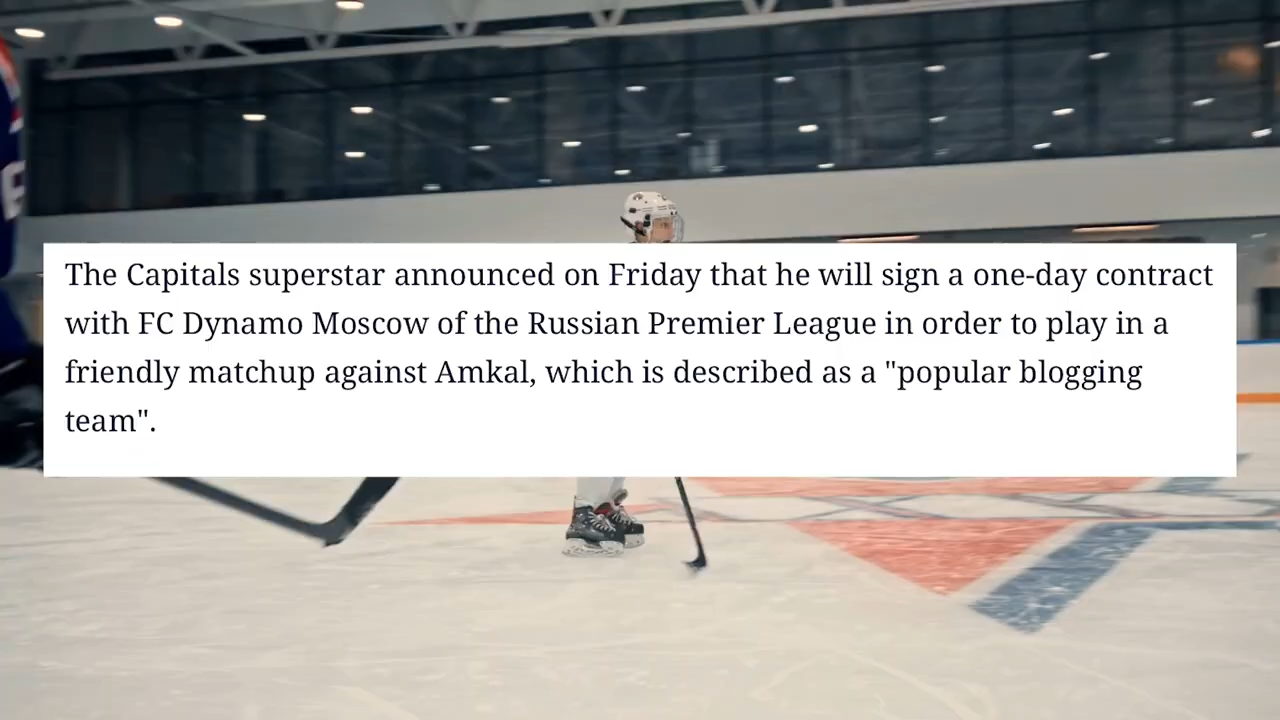 The Capitals superstar announced on Friday that he will sign a one-day contract
with FC Dynamo Moscow of the Russian Premier League in order to play in a
friendly matchup against Amkal, which is described as a "popular blogging
team".